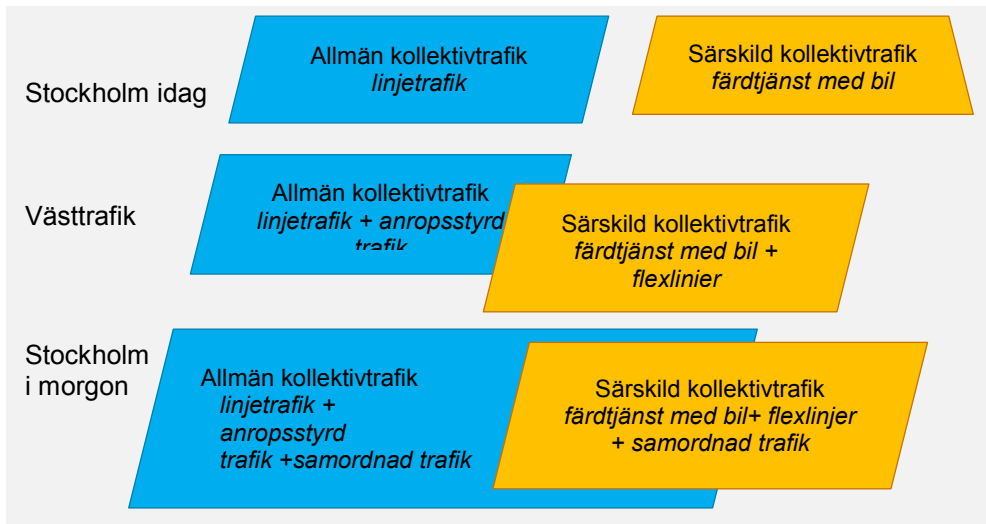 Stockholm idag
Allmän kollektivtrafik
linjetrafik
Särskild kollektivtrafik
färdtjänst med bil
Västtrafik
Allmän kollektivtrafik
linjetrafik + anropsstyrd
trafik
Särskild kollektivtrafik
färdtjänst med bil +
flexlinier
Stockholm
i morgon
Allmän kollektivtrafik
linjetrafik +
anropsstyrd
trafik +samordnad trafik
Särskild kollektivtrafik
färdtjänst med bil+ flexlinjer
+ samordnad trafik